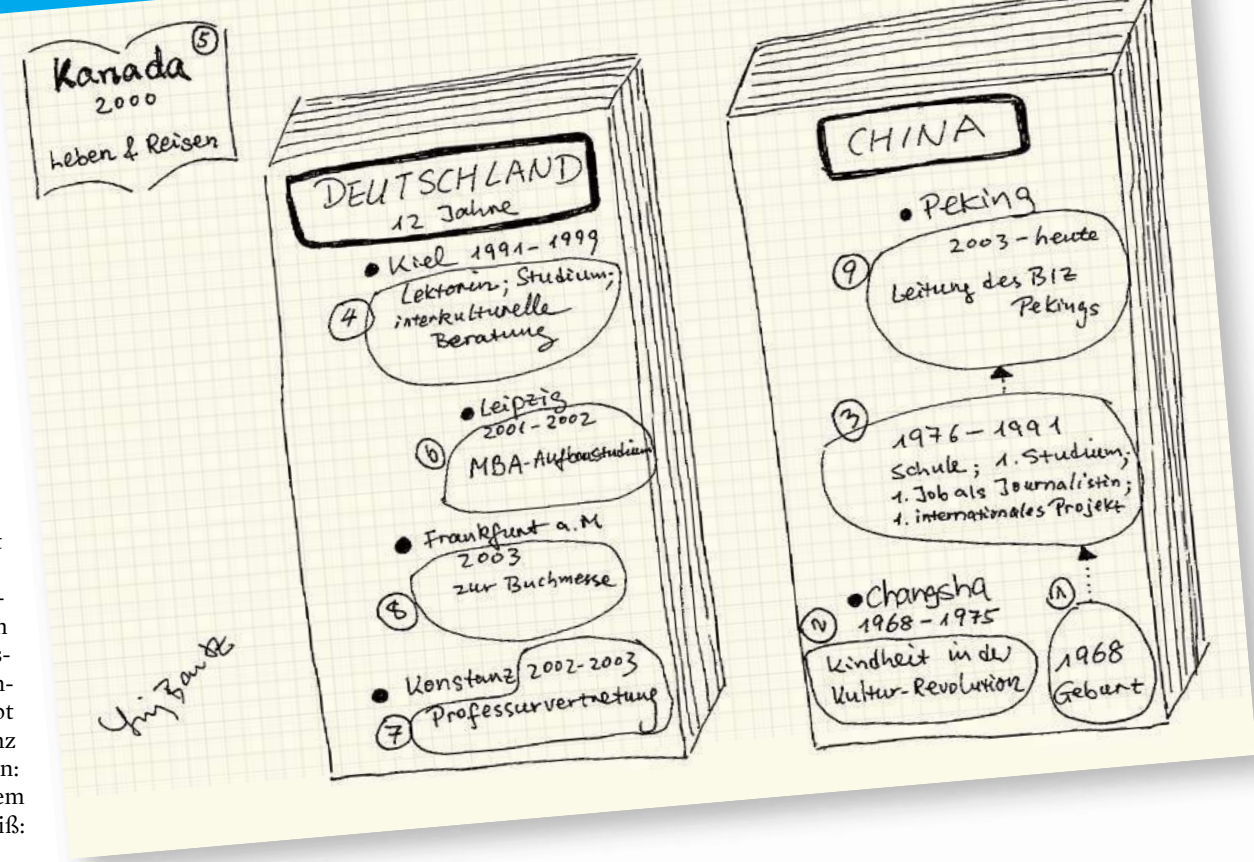 Kanada
⑤
2000
Leben & Reisen
DEUTSCHLAND
12 Jahre
• Kiel 1991-1999
④
Lektorin; Studium;
interkulturelle
Beratung
• Leipzig
2001-2002
⑥
MBA-Aufbaustudium
• Frankfurt a.M
2003
⑧
zur Buchmesse
• Konstanz 2002-2003
⑦
Professurvertretung
CHINA
• Peking
2003-heute
⑨
Leitung des BIZ
Pekings
③
1976-1991
Schule; 1. Studium;
1. Job als Journalistin;
1. internationales Projekt
• Changsha
1968-1975
②
Kindheit in der
Kultur-Revolution
①
1968
Geburt
nz
n:
em
iß: